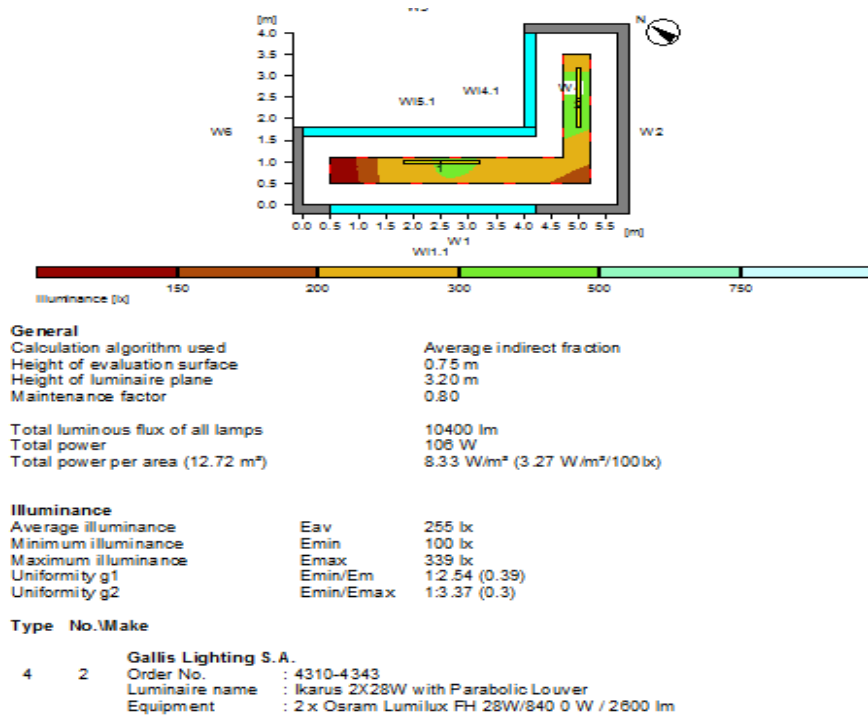 [m]
N
4.0
3.5
3.0
2.5
2.0
1.5
1.0
0.5
0.0
WI5.1
WI4.1
W6
W2
1
0.0 0.5 1.0 1.5 2.0 2.5 3.0 3.5 4.0 4.5 5.0 5.5 [m]
W1
WI1.1
150 200 300 500 750
Illuminance [lx]
General
Calculation algorithm used Average indirect fraction
Height of evaluation surface 0.75 m
Height of luminaire plane 3.20 m
Maintenance factor 0.80
Total luminous flux of all lamps 10400 lm
Total power 106 W
Total power per area (12.72 m²) 8.33 W/m² (3.27 W/m²/100lx)
Illuminance
Average illuminance Eav 255 lx
Minimum illuminance Emin 100 lx
Maximum illuminance Emax 339 lx
Uniformity g1 Emin/Em 1:2.54 (0.39)
Uniformity g2 Emin/Emax 1:3.37 (0.3)
Type No.\Make
Gallis Lighting S.A.
4 2 Order No. : 4310-4343
Luminaire name : Ikarus 2X28W with Parabolic Louver
Equipment : 2 x Osram Lumilux FH 28W/840 0 W / 2600 lm